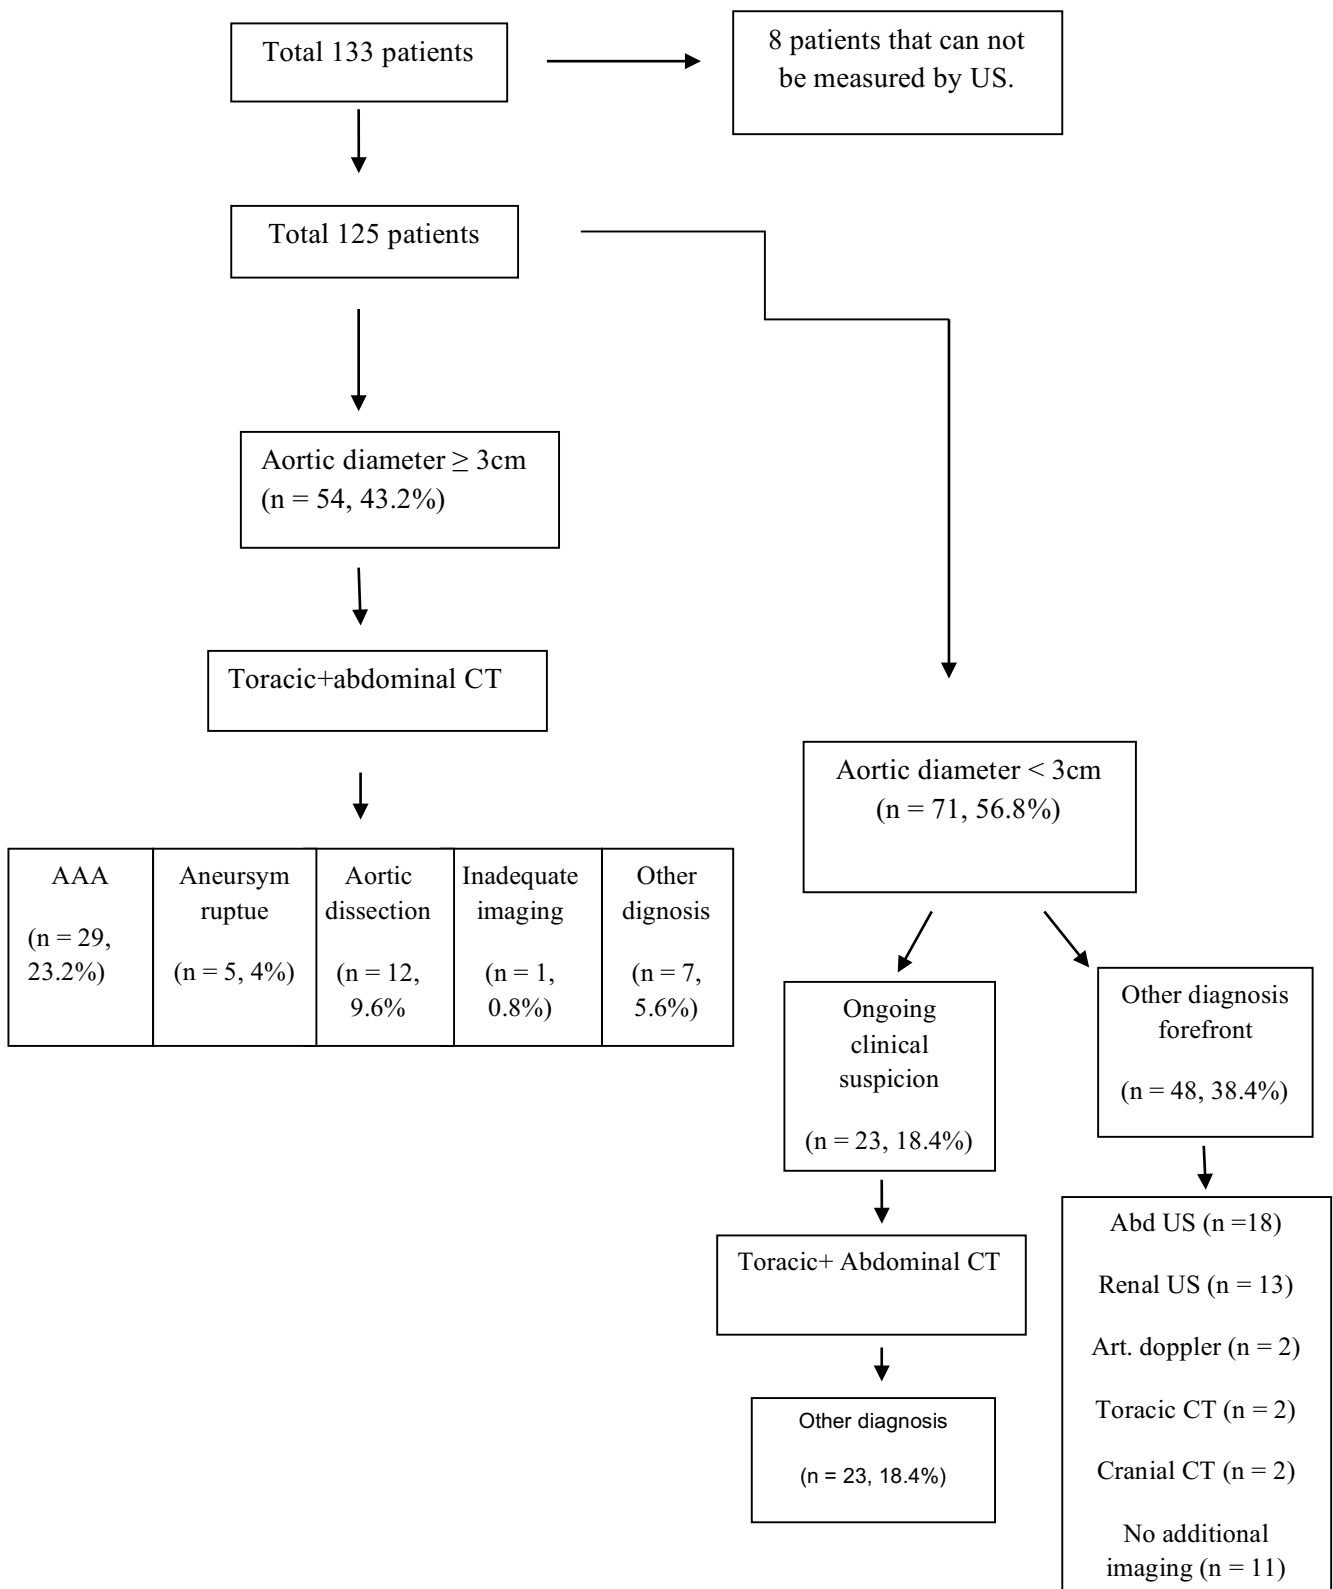 Total 133 patients
8 patients that can not
be measured by US.
Total 125 patients
Aortic diameter ≥ 3cm
(n = 54, 43.2%)
Toracic+abdominal CT
AAA
(n = 29,
23.2%)
Aneursym
ruptue
(n = 5, 4%)
Aortic
dissection
(n = 12,
9.6%
Inadequate
imaging
(n = 1,
0.8%)
Other
dignosis
(n = 7,
5.6%)
Aortic diameter < 3cm
(n = 71, 56.8%)
Ongoing
clinical
suspicion
(n = 23, 18.4%)
Toracic+ Abdominal CT
Other diagnosis
(n = 23, 18.4%)
Other diagnosis
forefront
(n = 48, 38.4%)
Abd US (n =18)
Renal US (n = 13)
Art. doppler (n = 2)
Toracic CT (n = 2)
Cranial CT (n = 2)
No additional
imaging (n = 11)